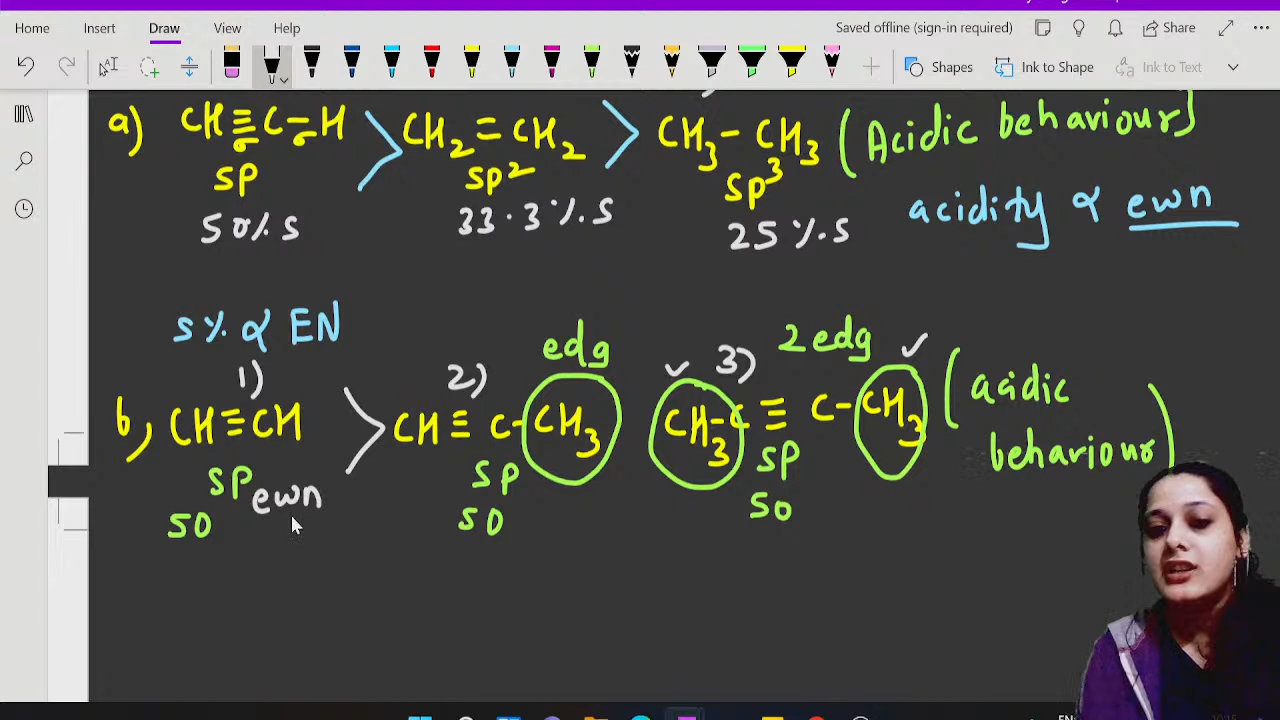 Home Insert Draw View Help
Saved offline (sign-in required) Share
Shapes Ink to Shape Ink to Text
a) CH≡C-H > CH2=CH2 > CH3-CH3 (Acidic behaviour)
sp sp2 sp3
50% s 33.3%.s 25%.s
acidity ∝ ewn
s% ∝ EN
edg 2 edg
1) 2) 3)
b, CH≡CH > CH≡C-CH3 CH3-C≡C-CH3 (acidic behaviour)
sp sp sp
ewn
50 50 50